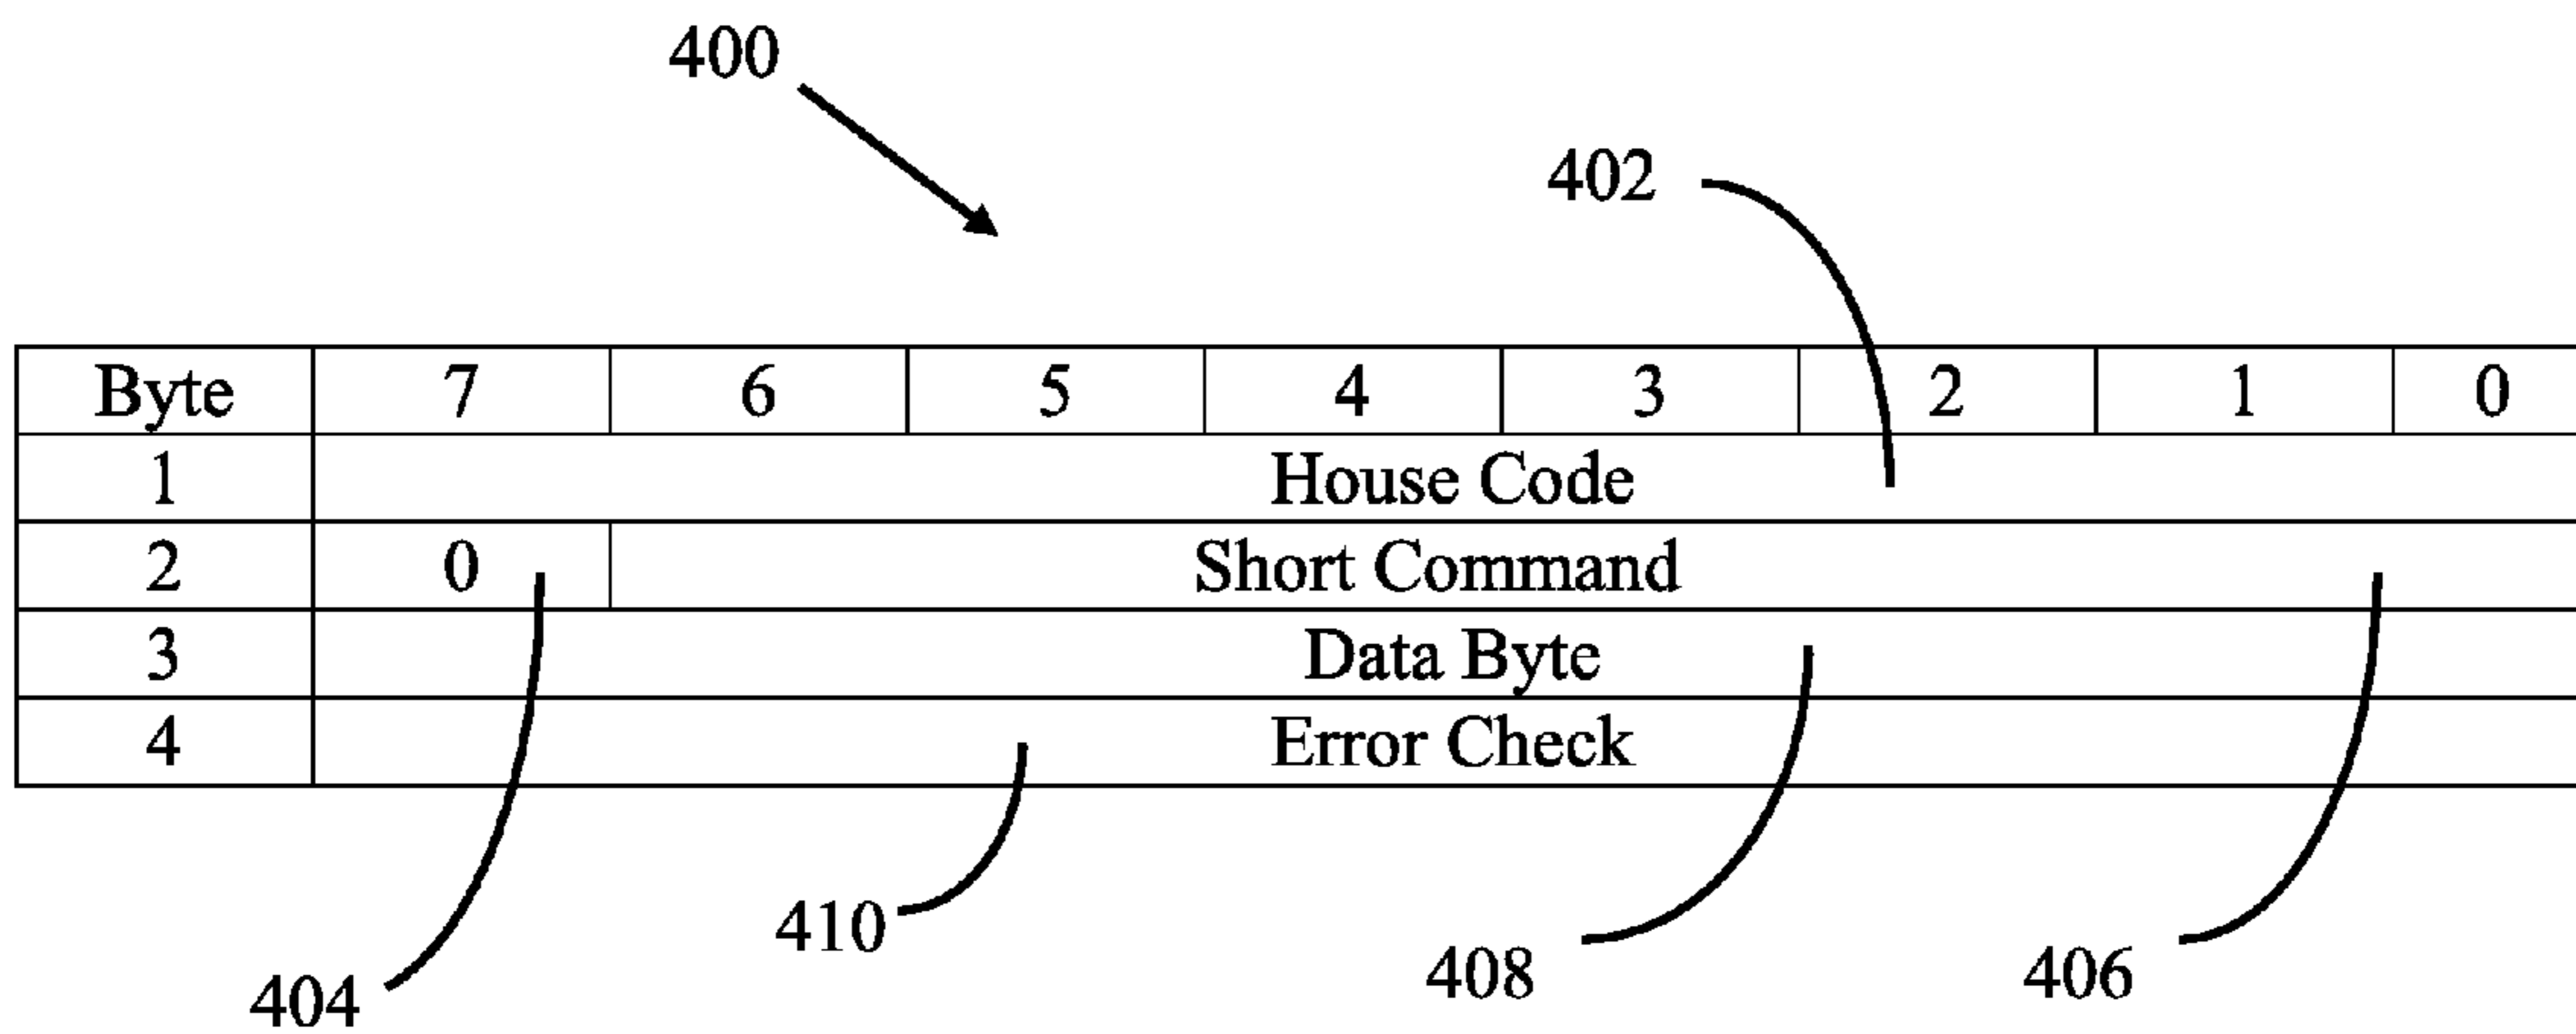 400
402
Byte 7 6 5 4 3 2 1 0
1 House Code
2 0 Short Command
3 Data Byte
4 Error Check
410
408
406
404